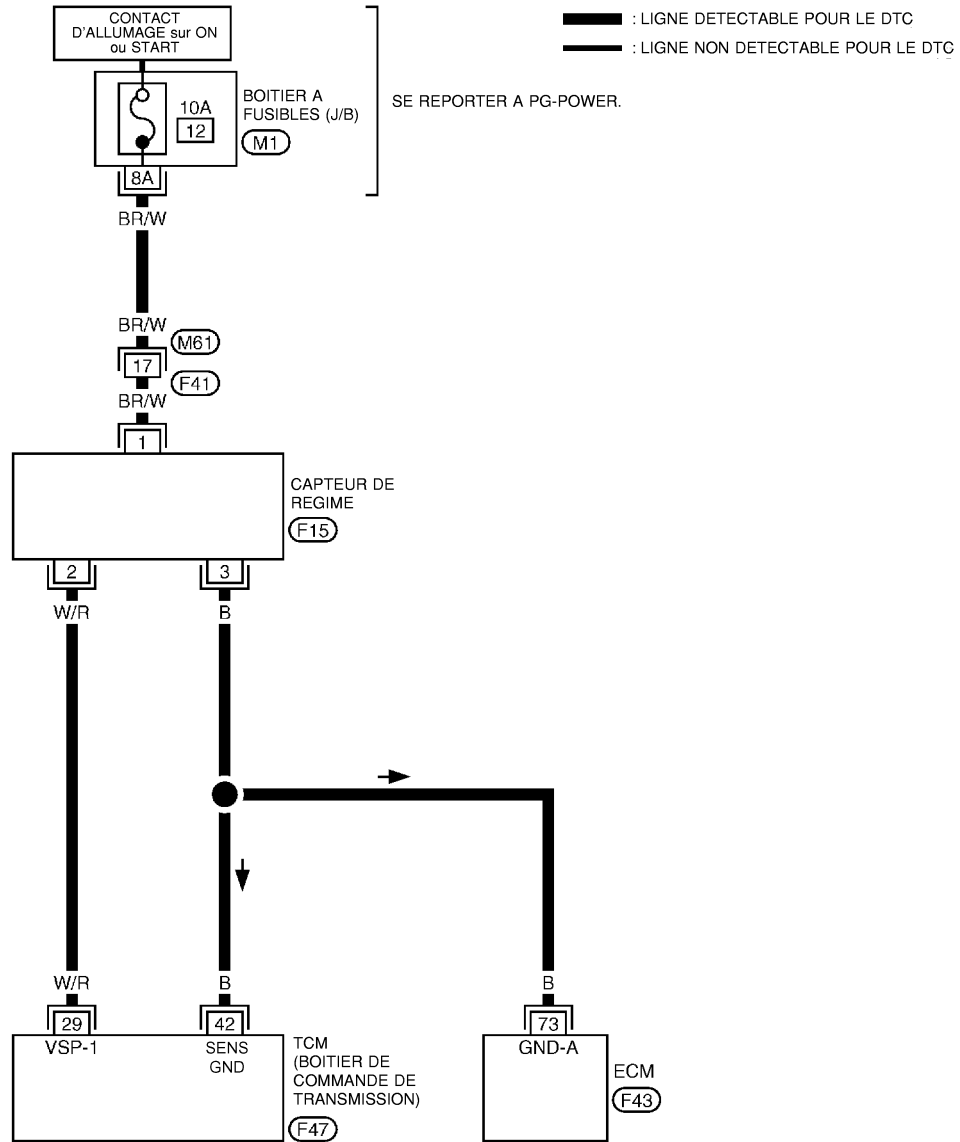 CONTACT
D'ALLUMAGE sur ON
ou START
: LIGNE DETECTABLE POUR LE DTC
: LIGNE NON DETECTABLE POUR LE DTC
10A
12
BOITIER A
FUSIBLES (J/B)
M1
SE REPORTER A PG-POWER.
8A
BR/W
BR/W
M61
17
F41
BR/W
1
CAPTEUR DE
REGIME
F15
2
3
W/R
B
W/R
B
B
29
42
73
VSP-1
SENS
GND
TCM
(BOITIER DE
COMMANDE DE
TRANSMISSION)
F47
GND-A
ECM
F43